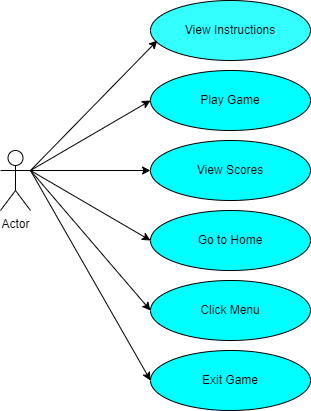 View Instructions
Play Game
View Scores
Actor
Go to Home
Click Menu
Exit Game